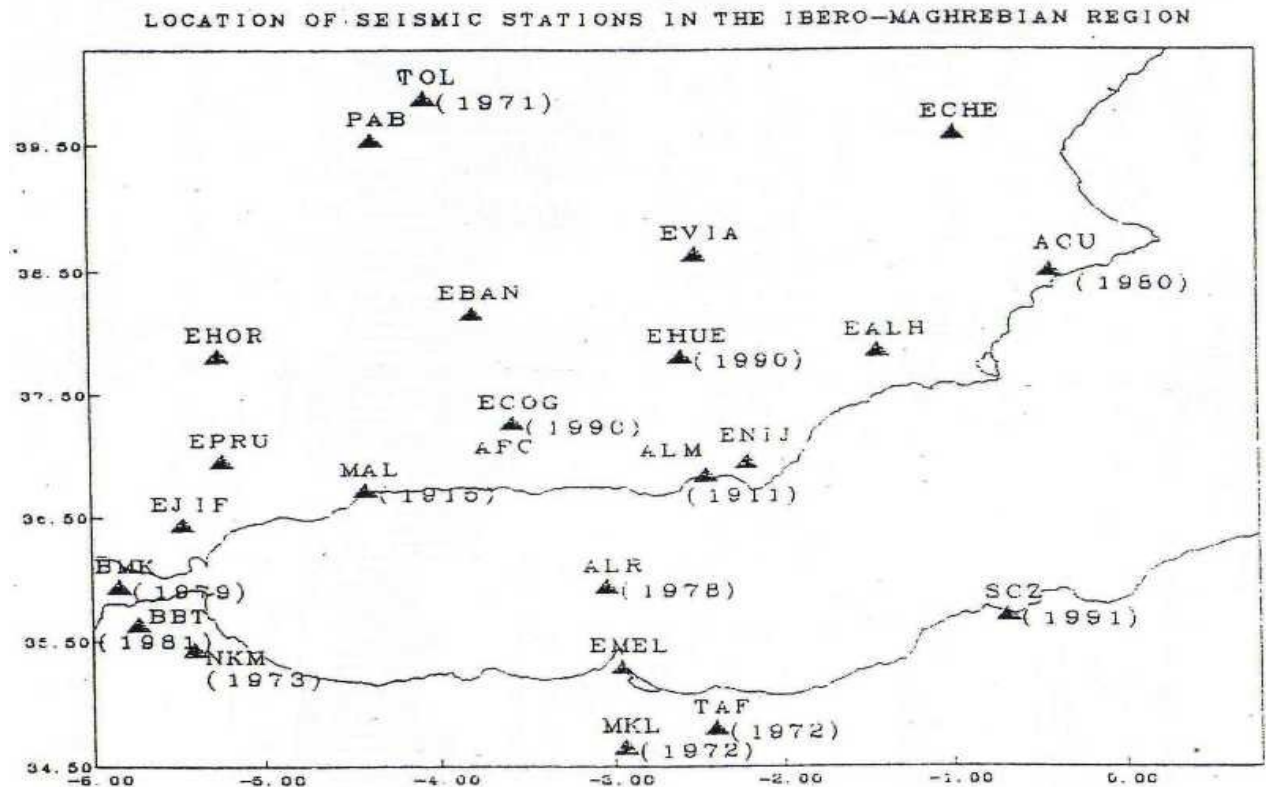 LOCATION OF SEISMIC STATIONS IN THE IBERO-MAGHREBIAN REGION
TOL
(1971)
PAB
ECHE
39.50
EVIA
ACU
38.50
(1980)
EBAN
EHOR
EHUE
(1990)
EALH
37.50
ECOG
(1990)
AFC
EPRU
ENIJ
ALM
(1911)
MAL
(1915)
EJIF
36.50
BMK
(1979)
ALR
(1978)
SCZ
(1991)
BBT
(1981)
35.50
NKM
(1973)
EMEL
TAF
(1972)
MKL
(1972)
34.50
-6.00 -5.00 -4.00 -3.00 -2.00 -1.00 0.00